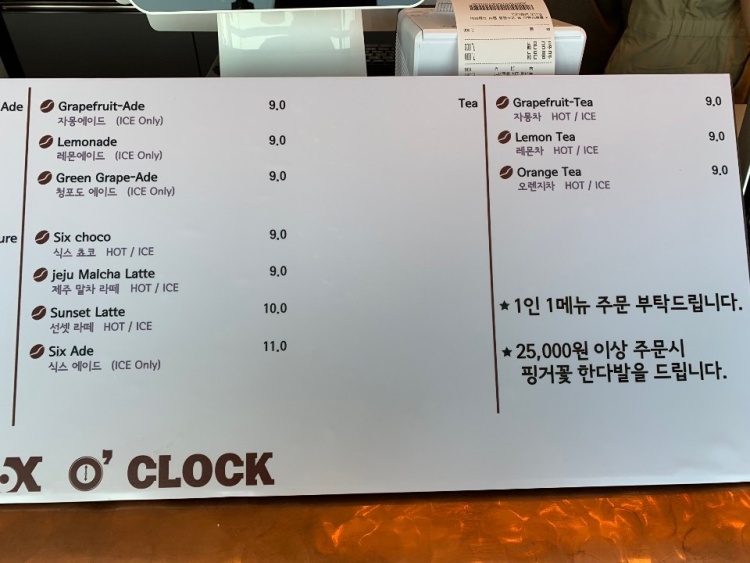 Ade
Grapefruit-Ade 9.0
자몽에이드 (ICE Only)
Lemonade 9.0
레몬에이드 (ICE Only)
Green Grape-Ade 9.0
청포도 에이드 (ICE Only)
Six choco 9.0
식스 쵸코 HOT / ICE
jeju Malcha Latte 9.0
제주 말차 라떼 HOT / ICE
Sunset Latte 10.0
선셋 라떼 HOT / ICE
Six Ade 11.0
식스 에이드 (ICE Only)
Tea
Grapefruit-Tea 9.0
자몽차 HOT / ICE
Lemon Tea 9.0
레몬차 HOT / ICE
Orange Tea 9.0
오렌지차 HOT / ICE
★ 1인 1메뉴 주문 부탁드립니다.
★ 25,000원 이상 주문시
핑거꽃 한다발을 드립니다.
O' CLOCK